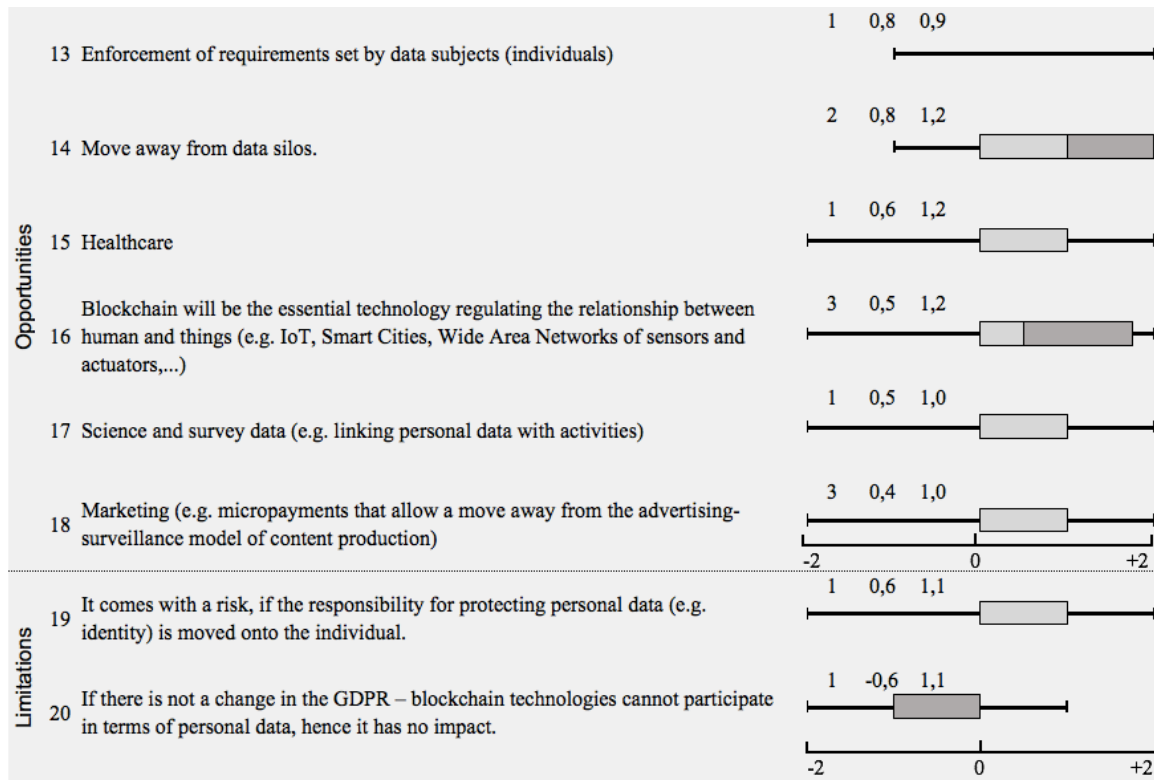 1 0,8 0,9
13 Enforcement of requirements set by data subjects (individuals)
2 0,8 1,2
14 Move away from data silos.
1 0,6 1,2
15 Healthcare
Opportunities
Blockchain will be the essential technology regulating the relationship between
3 0,5 1,2
16 human and things (e.g. IoT, Smart Cities, Wide Area Networks of sensors and
actuators,...)
1 0,5 1,0
17 Science and survey data (e.g. linking personal data with activities)
3 0,4 1,0
Marketing (e.g. micropayments that allow a move away from the advertising-
18 surveillance model of content production)
-2 0 +2
1 0,6 1,1
It comes with a risk, if the responsibility for protecting personal data (e.g.
19 identity) is moved onto the individual.
Limitations
1 -0,6 1,1
If there is not a change in the GDPR – blockchain technologies cannot participate
20 in terms of personal data, hence it has no impact.
-2 0 +2